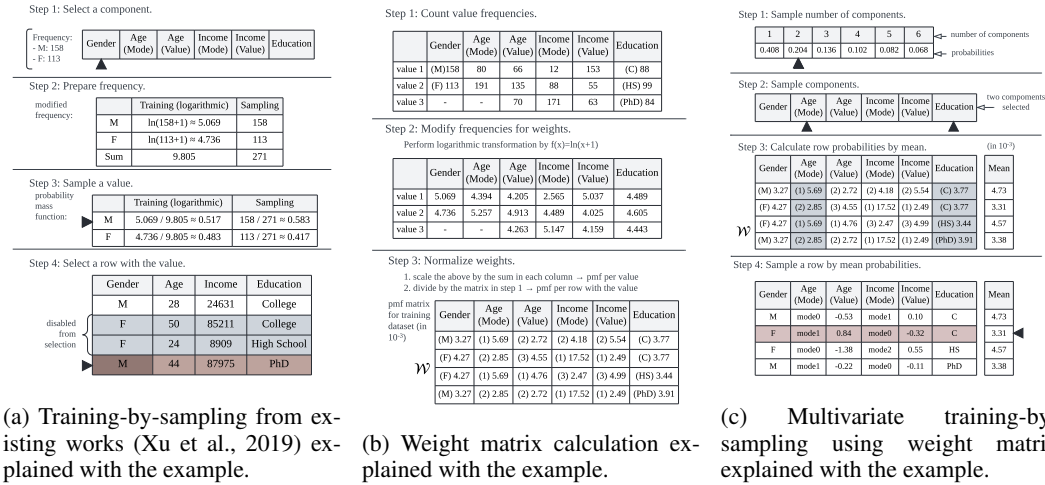 Step 1: Select a component.
Frequency:
- M: 158
- F: 113
Gender Age (Mode) Age (Value) Income (Mode) Income (Value) Education
Step 2: Prepare frequency.
modified frequency:
Training (logarithmic) Sampling
M ln(158+1) ≈ 5.069 158
F ln(113+1) ≈ 4.736 113
Sum 9.805 271
Step 3: Sample a value.
probability mass function:
Training (logarithmic) Sampling
M 5.069 / 9.805 ≈ 0.517 158 / 271 ≈ 0.583
F 4.736 / 9.805 ≈ 0.483 113 / 271 ≈ 0.417
Step 4: Select a row with the value.
Gender Age Income Education
M 28 24631 College
F 50 85211 College
F 24 8909 High School
M 44 87975 PhD
disabled from selection
(a) Training-by-sampling from ex-
isting works (Xu et al., 2019) ex-
plained with the example.
Step 1: Count value frequencies.
Gender Age (Mode) Age (Value) Income (Mode) Income (Value) Education
value 1 (M)158 80 66 12 153 (C) 88
value 2 (F) 113 191 135 88 55 (HS) 99
value 3 - - 70 171 63 (PhD) 84
Step 2: Modify frequencies for weights.
Perform logarithmic transformation by f(x)=ln(x+1)
Gender Age (Mode) Age (Value) Income (Mode) Income (Value) Education
value 1 5.069 4.394 4.205 2.565 5.037 4.489
value 2 4.736 5.257 4.913 4.489 4.025 4.605
value 3 - - 4.263 5.147 4.159 4.443
Step 3: Normalize weights.
1. scale the above by the sum in each column → pmf per value
2. divide by the matrix in step 1 → pmf per row with the value
pmf matrix for training dataset (in 10⁻³)
𝒲
Gender Age (Mode) Age (Value) Income (Mode) Income (Value) Education
(M) 3.27 (1) 5.69 (2) 2.72 (2) 4.18 (2) 5.54 (C) 3.77
(F) 4.27 (2) 2.85 (3) 4.55 (1) 17.52 (1) 2.49 (C) 3.77
(F) 4.27 (1) 5.69 (1) 4.76 (3) 2.47 (3) 4.99 (HS) 3.44
(M) 3.27 (2) 2.85 (2) 2.72 (1) 17.52 (1) 2.49 (PhD) 3.91
(b) Weight matrix calculation ex-
plained with the example.
Step 1: Sample number of components.
1 2 3 4 5 6 number of components
0.408 0.204 0.136 0.102 0.082 0.068 probabilities
Step 2: Sample components.
Gender Age (Mode) Age (Value) Income (Mode) Income (Value) Education
two components selected
Step 3: Calculate row probabilities by mean. (in 10⁻³)
𝒲
Gender Age (Mode) Age (Value) Income (Mode) Income (Value) Education Mean
(M) 3.27 (1) 5.69 (2) 2.72 (2) 4.18 (2) 5.54 (C) 3.77 4.73
(F) 4.27 (2) 2.85 (3) 4.55 (1) 17.52 (1) 2.49 (C) 3.77 3.31
(F) 4.27 (1) 5.69 (1) 4.76 (3) 2.47 (3) 4.99 (HS) 3.44 4.57
(M) 3.27 (2) 2.85 (2) 2.72 (1) 17.52 (1) 2.49 (PhD) 3.91 3.38
Step 4: Sample a row by mean probabilities.
Gender Age (Mode) Age (Value) Income (Mode) Income (Value) Education Mean
M mode0 -0.53 mode1 0.10 C 4.73
F mode1 0.84 mode0 -0.32 C 3.31
F mode0 -1.38 mode2 0.55 HS 4.57
M mode1 -0.22 mode0 -0.11 PhD 3.38
(c) Multivariate training-by
sampling using weight matri
explained with the example.